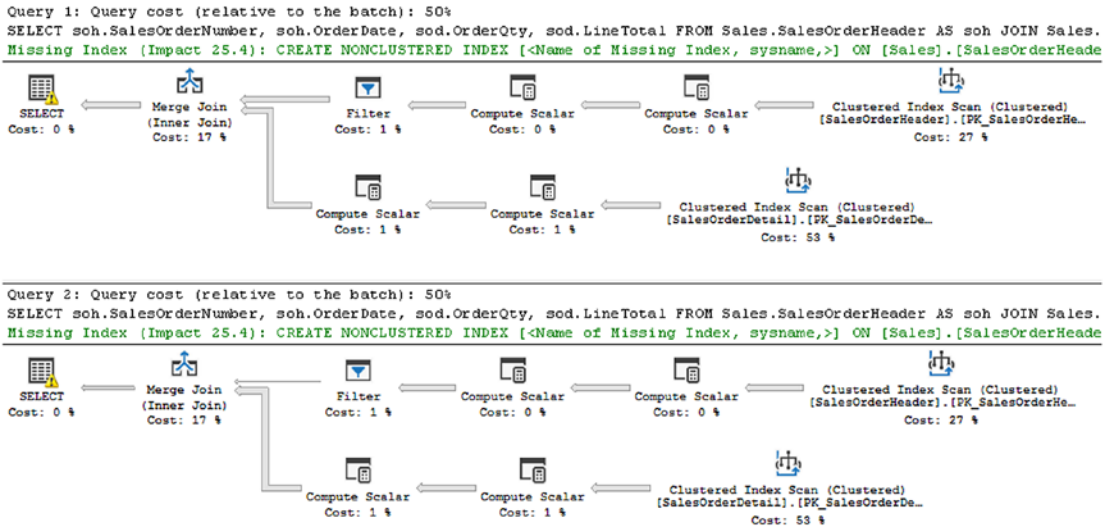 Query 1: Query cost (relative to the batch): 50%
SELECT soh.SalesOrderNumber, soh.OrderDate, sod.OrderQty, sod.LineTotal FROM Sales.SalesOrderHeader AS soh JOIN Sales.
Missing Index (Impact 25.4): CREATE NONCLUSTERED INDEX [<Name of Missing Index, sysname,>] ON [Sales].[SalesOrderHeade
SELECT
Cost: 0 %
Merge Join
(Inner Join)
Cost: 17 %
Filter
Cost: 1 %
Compute Scalar
Cost: 0 %
Compute Scalar
Cost: 0 %
Clustered Index Scan (Clustered)
[SalesOrderHeader].[PK_SalesOrderHe…
Cost: 27 %
Compute Scalar
Cost: 1 %
Compute Scalar
Cost: 1 %
Clustered Index Scan (Clustered)
[SalesOrderDetail].[PK_SalesOrderDe…
Cost: 53 %
Query 2: Query cost (relative to the batch): 50%
SELECT soh.SalesOrderNumber, soh.OrderDate, sod.OrderQty, sod.LineTotal FROM Sales.SalesOrderHeader AS soh JOIN Sales.
Missing Index (Impact 25.4): CREATE NONCLUSTERED INDEX [<Name of Missing Index, sysname,>] ON [Sales].[SalesOrderHeade
SELECT
Cost: 0 %
Merge Join
(Inner Join)
Cost: 17 %
Filter
Cost: 1 %
Compute Scalar
Cost: 0 %
Compute Scalar
Cost: 0 %
Clustered Index Scan (Clustered)
[SalesOrderHeader].[PK_SalesOrderHe…
Cost: 27 %
Compute Scalar
Cost: 1 %
Compute Scalar
Cost: 1 %
Clustered Index Scan (Clustered)
[SalesOrderDetail].[PK_SalesOrderDe…
Cost: 53 %